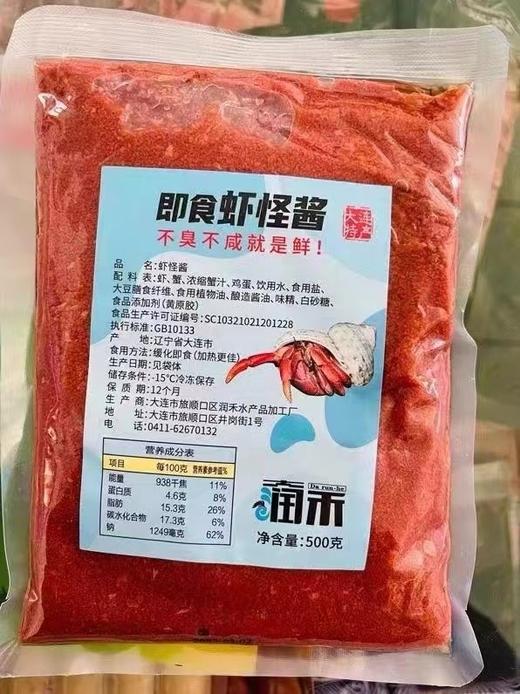 即食虾怪酱
大连
特产
不臭不咸就是鲜！
品名：虾怪酱
配料表：虾、蟹、浓缩蟹汁、鸡蛋、饮用水、食用盐、
大豆膳食纤维、食用植物油、酿造酱油、味精、白砂糖、
食品添加剂（黄原胶）
食品生产许可证编号：SC10321021201228
执行标准：GB10133
产地：辽宁省大连市
食用方法：缓化即食（加热更佳）
生产日期：见袋体
储存条件：-15℃冷冻保存
保质期：12个月
生产商：大连市旅顺口区润禾水产品加工厂
地址：大连市旅顺口区井岗街1号
电话：0411-62670132
营养成分表
项目 每100克 营养素参考值%
能量 938千焦 11%
蛋白质 4.6克 8%
脂肪 15.3克 26%
碳水化合物 17.3克 6%
钠 1249毫克 62%
Da run-he
润禾
净含量：500克